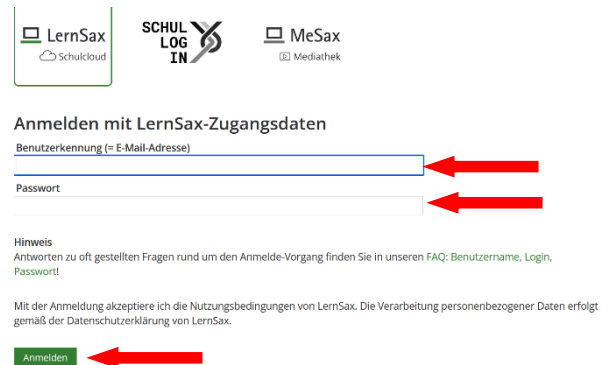 LernSax
Schulcloud
SCHUL
LOG
IN
MeSax
Mediathek
Anmelden mit LernSax-Zugangsdaten
Benutzerkennung (= E-Mail-Adresse)
Passwort
Hinweis
Antworten zu oft gestellten Fragen rund um den Anmelde-Vorgang finden Sie in unseren FAQ: Benutzername, Login,
Passwort!
Mit der Anmeldung akzeptiere ich die Nutzungsbedingungen von LernSax. Die Verarbeitung personenbezogener Daten erfolgt
gemäß der Datenschutzerklärung von LernSax.
Anmelden